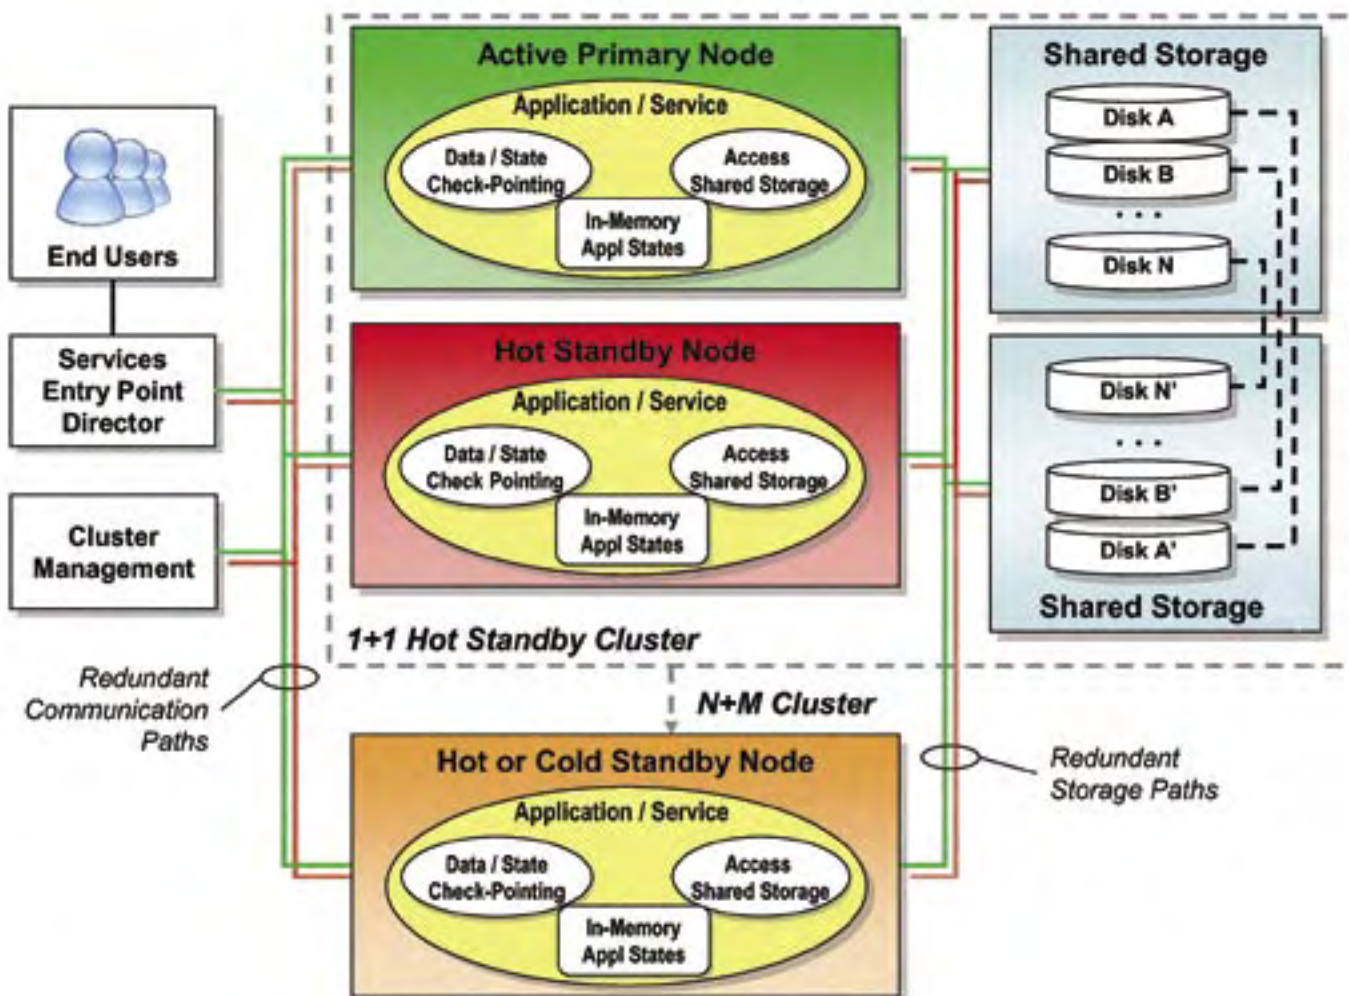 End Users
Services
Entry Point
Director
Cluster
Management
Redundant
Communication
Paths
Active Primary Node
Application / Service
Data / State
Check-Pointing
Access
Shared Storage
In-Memory
Appl States
Hot Standby Node
Application / Service
Data / State
Check Pointing
Access
Shared Storage
In-Memory
Appl States
1+1 Hot Standby Cluster
N+M Cluster
Hot or Cold Standby Node
Application / Service
Data / State
Check-Pointing
Access
Shared Storage
In-Memory
Appl States
Shared Storage
Disk A
Disk B
. . .
Disk N
Disk N'
. . .
Disk B'
Disk A'
Shared Storage
Redundant
Storage Paths